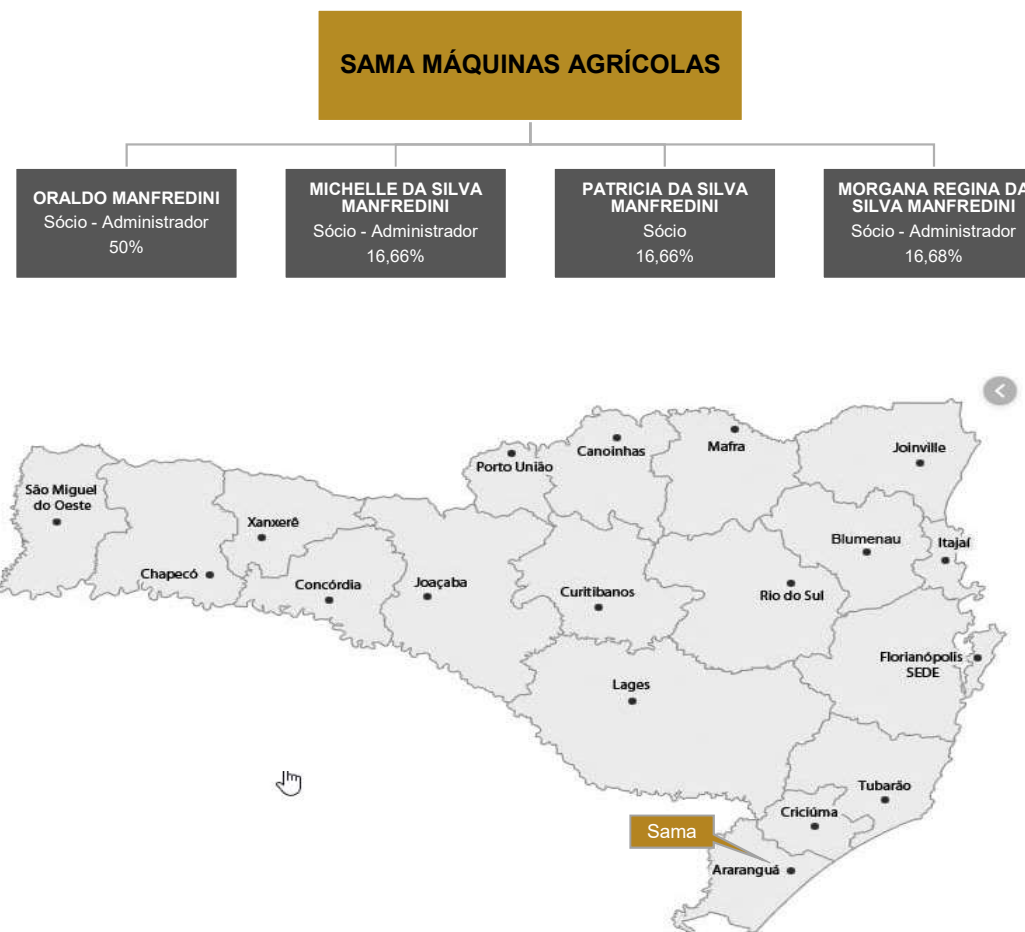 SAMA MÁQUINAS AGRÍCOLAS
ORALDO MANFREDINI
Sócio - Administrador
50%
MICHELLE DA SILVA
MANFREDINI
Sócio - Administrador
16,66%
PATRICIA DA SILVA
MANFREDINI
Sócio
16,66%
MORGANA REGINA DA
SILVA MANFREDINI
Sócio - Administrador
16,68%
São Miguel
do Oeste
Chapecó
Xanxerê
Concórdia
Joaçaba
Porto União
Canoinhas
Mafra
Joinville
Curitibanos
Rio do Sul
Blumenau
Itajaí
Florianópolis
SEDE
Lages
Tubarão
Criciúma
Sama
Araranguá